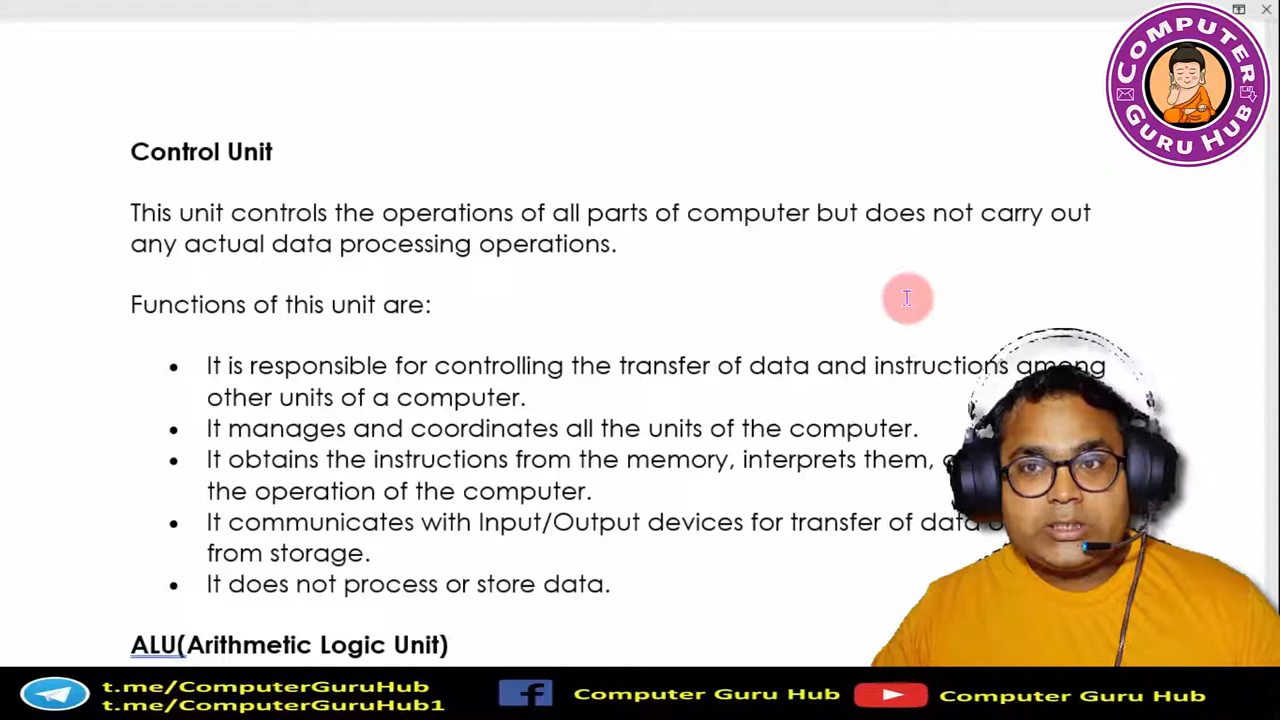 COMPUTER
GURU HUB
Control Unit
This unit controls the operations of all parts of computer but does not carry out
any actual data processing operations.
Functions of this unit are:
• It is responsible for controlling the transfer of data and instructions among
other units of a computer.
• It manages and coordinates all the units of the computer.
• It obtains the instructions from the memory, interprets them,
the operation of the computer.
• It communicates with Input/Output devices for transfer of data
from storage.
• It does not process or store data.
ALU(Arithmetic Logic Unit)
t.me/ComputerGuruHub
t.me/ComputerGuruHub1
Computer Guru Hub
Computer Guru Hub